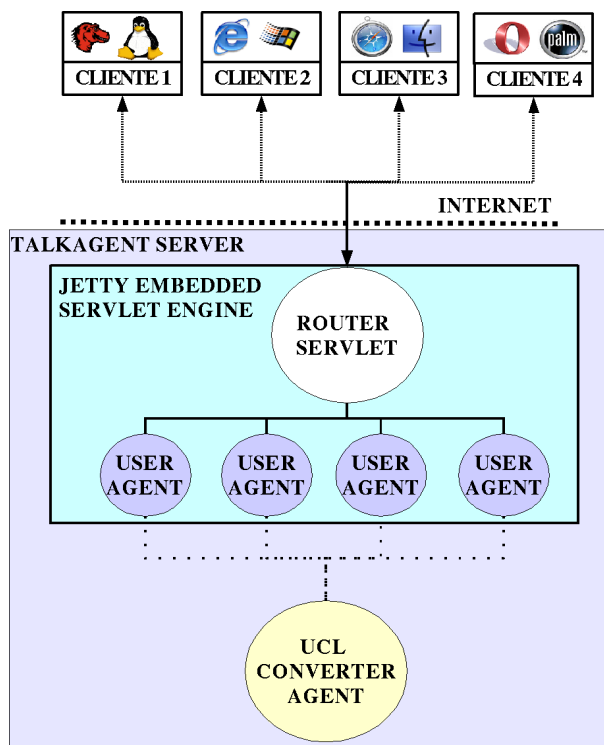 palm
CLIENTE 1
CLIENTE 2
CLIENTE 3
CLIENTE 4
INTERNET
TALKAGENT SERVER
JETTY EMBEDDED
SERVLET ENGINE
ROUTER
SERVLET
USER
AGENT
USER
AGENT
USER
AGENT
USER
AGENT
UCL
CONVERTER
AGENT